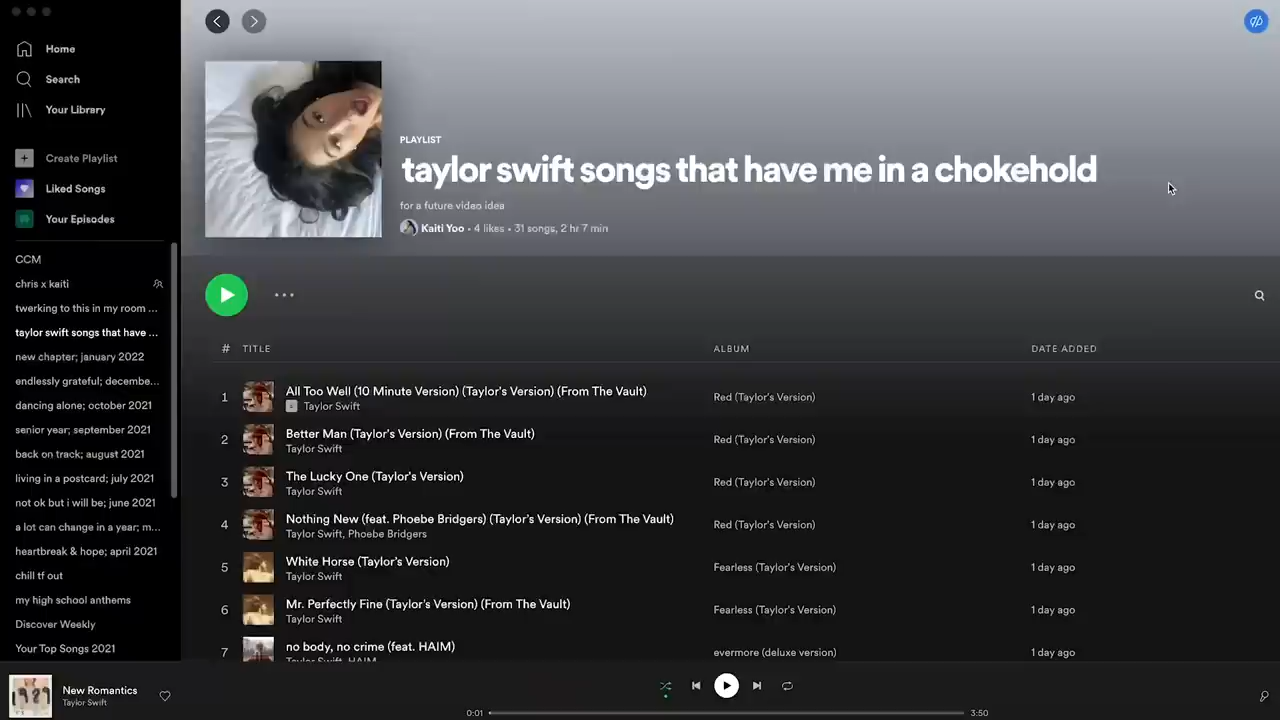 Home
Search
Your Library
Create Playlist
Liked Songs
Your Episodes
CCM
chris x kaiti
twerking to this in my room ...
taylor swift songs that have ...
new chapter; january 2022
endlessly grateful; decembe...
dancing alone; october 2021
senior year; september 2021
back on track; august 2021
living in a postcard; july 2021
not ok but i will be; june 2021
a lot can change in a year; m...
heartbreak & hope; april 2021
chill tf out
my high school anthems
Discover Weekly
Your Top Songs 2021
PLAYLIST
taylor swift songs that have me in a chokehold
for a future video idea
Kaiti Yoo • 4 likes • 31 songs, 2 hr 7 min
# TITLE ALBUM DATE ADDED
1 All Too Well (10 Minute Version) (Taylor's Version) (From The Vault) Red (Taylor's Version) 1 day ago
E Taylor Swift
2 Better Man (Taylor's Version) (From The Vault) Red (Taylor's Version) 1 day ago
Taylor Swift
3 The Lucky One (Taylor's Version) Red (Taylor's Version) 1 day ago
Taylor Swift
4 Nothing New (feat. Phoebe Bridgers) (Taylor's Version) (From The Vault) Red (Taylor's Version) 1 day ago
Taylor Swift, Phoebe Bridgers
5 White Horse (Taylor's Version) Fearless (Taylor's Version) 1 day ago
Taylor Swift
6 Mr. Perfectly Fine (Taylor's Version) (From The Vault) Fearless (Taylor's Version) 1 day ago
Taylor Swift
7 no body, no crime (feat. HAIM) evermore (deluxe version) 1 day ago
Taylor Swift, HAIM
New Romantics
Taylor Swift
0:01 3:50